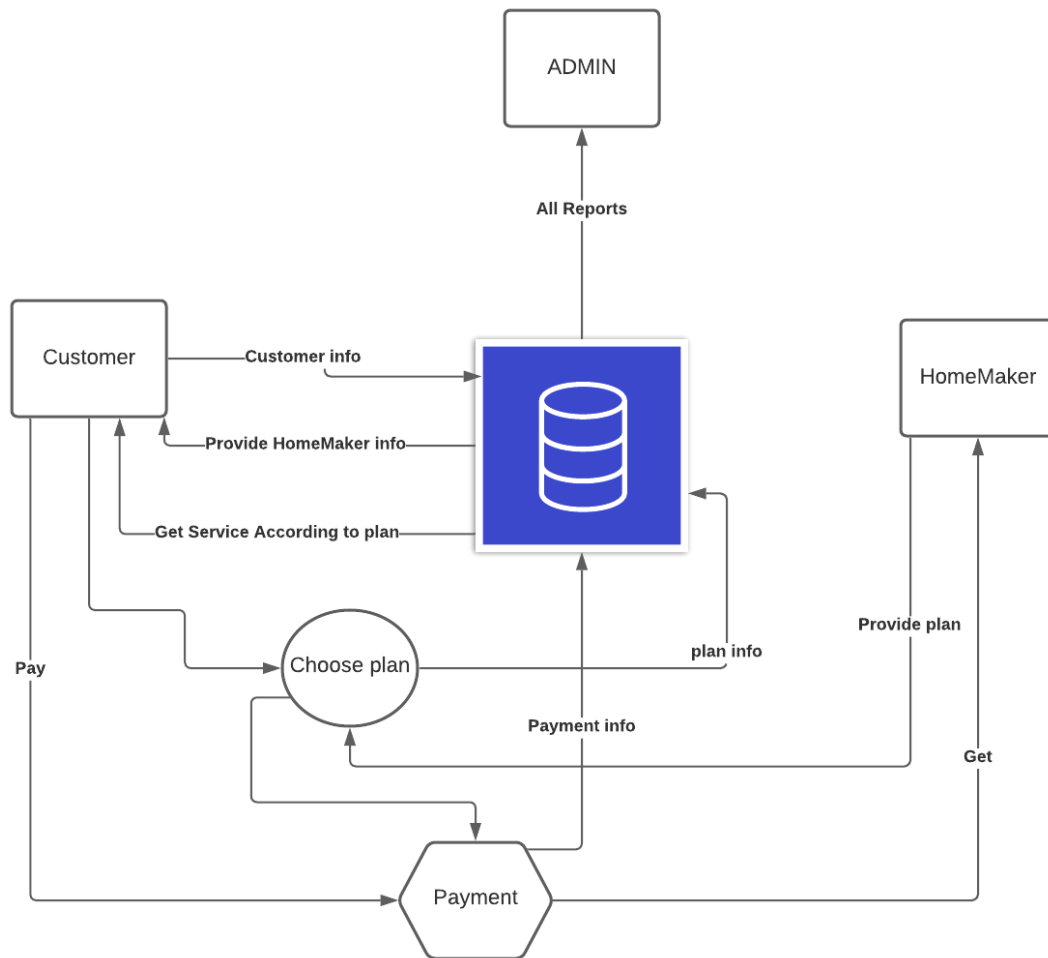 ADMIN
All Reports
Customer
Customer info
HomeMaker
Provide HomeMaker info
Get Service According to plan
Provide plan
plan info
Choose plan
Pay
Payment info
Get
Payment